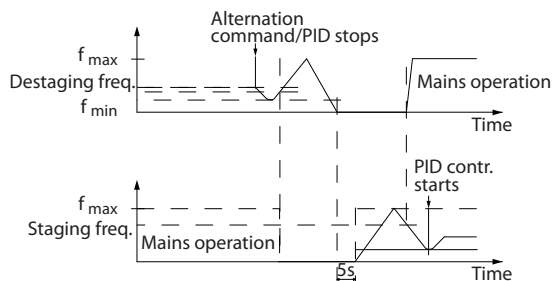 Alternation
command/PID stops
f max
Destaging freq.
f min
Mains operation
Time
PID contr.
starts
f max
Staging freq.
Mains operation
5s
Time